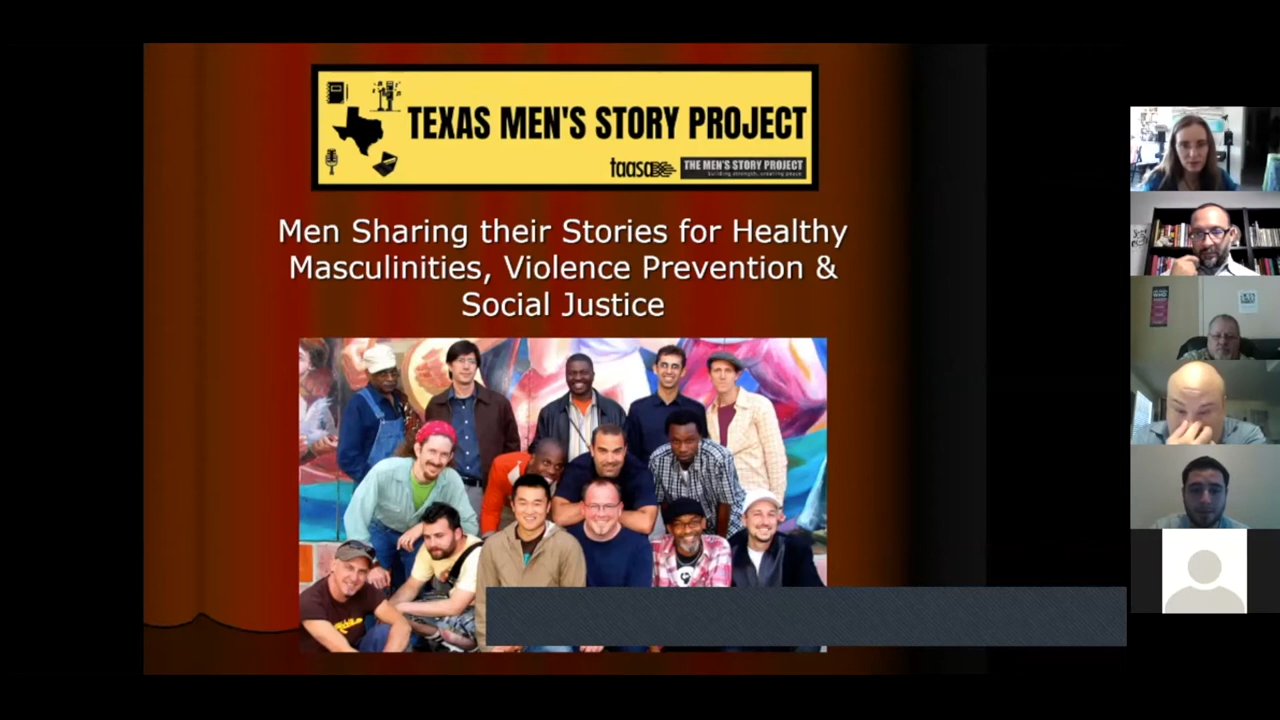 TEXAS MEN'S STORY PROJECT
taasa
THE MEN'S STORY PROJECT
building strength, creating peace
Men Sharing their Stories for Healthy
Masculinities, Violence Prevention &
Social Justice